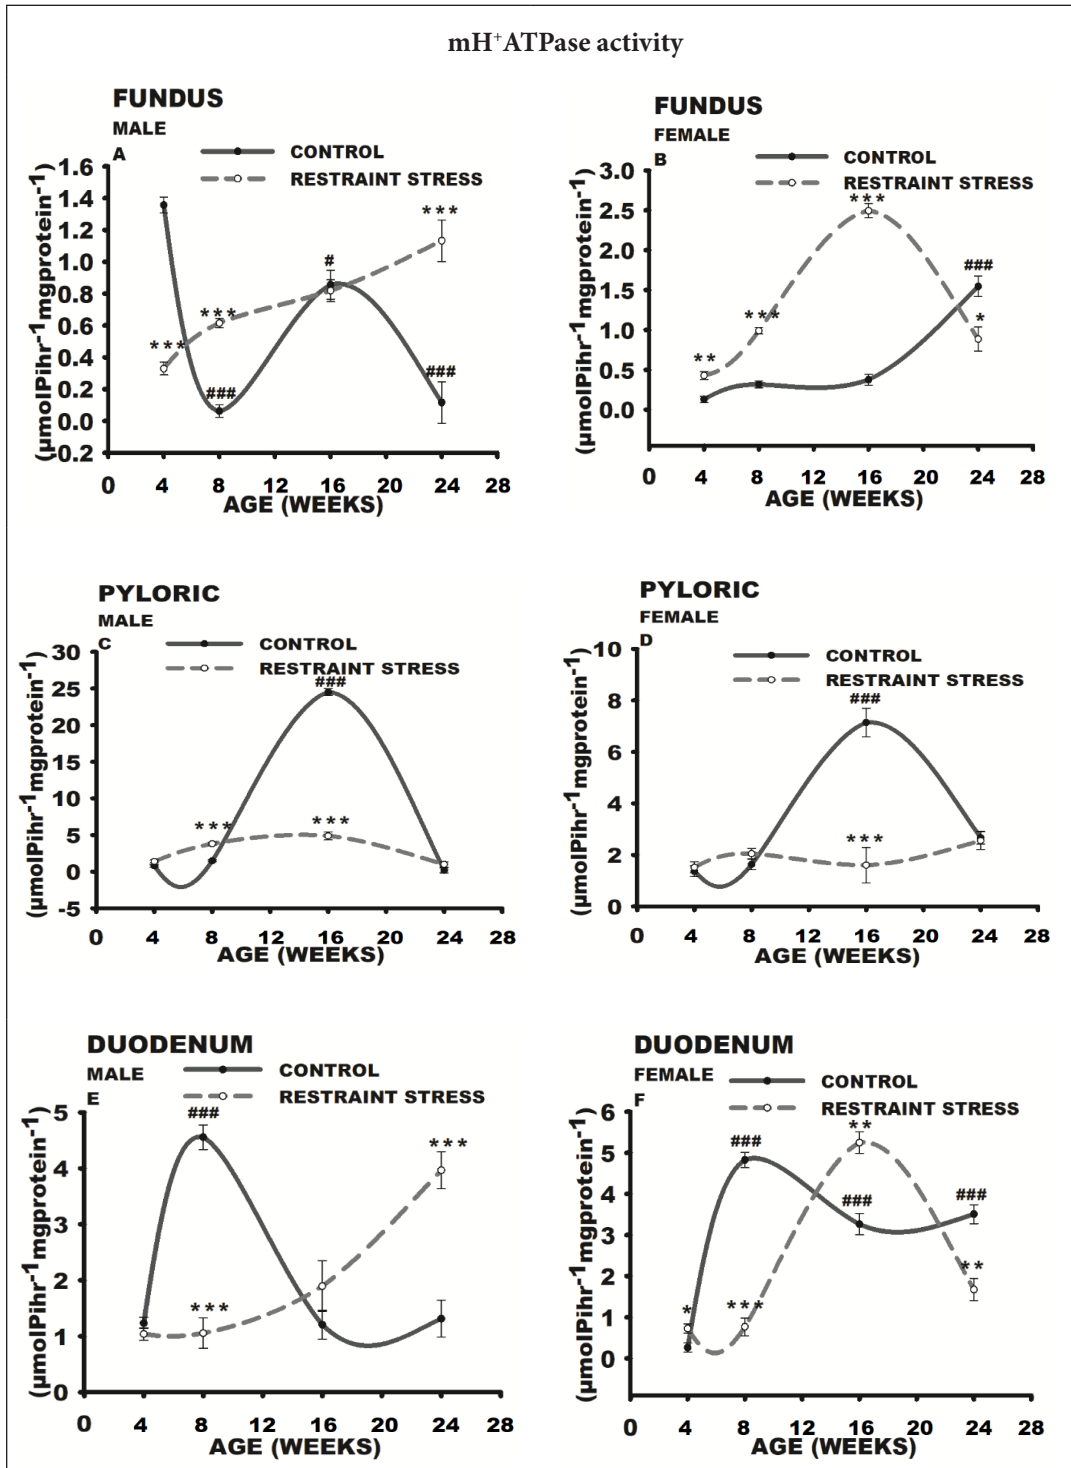 mH⁺ATPase activity
FUNDUS
MALE
A
CONTROL
RESTRAINT STRESS
(µmolPihr⁻¹mgprotein⁻¹)
1.6
1.4
1.2
1.0
0.8
0.6
0.4
0.2
0.0
-0.2
***
***
***
###
#
###
0 4 8 12 16 20 24 28
AGE (WEEKS)
FUNDUS
FEMALE
B
CONTROL
RESTRAINT STRESS
(µmolPihr⁻¹mgprotein⁻¹)
3.0
2.5
2.0
1.5
1.0
0.5
0.0
**
***
***
###
*
0 4 8 12 16 20 24 28
AGE (WEEKS)
PYLORIC
MALE
C
CONTROL
RESTRAINT STRESS
(µmolPihr⁻¹mgprotein⁻¹)
30
25
20
15
10
5
0
-5
###
***
***
0 4 8 12 16 20 24 28
AGE (WEEKS)
PYLORIC
FEMALE
D
CONTROL
RESTRAINT STRESS
(µmolPihr⁻¹mgprotein⁻¹)
10
8
6
4
2
0
###
***
0 4 8 12 16 20 24 28
AGE (WEEKS)
DUODENUM
MALE
E
CONTROL
RESTRAINT STRESS
(µmolPihr⁻¹mgprotein⁻¹)
5
4
3
2
1
0
###
***
***
0 4 8 12 16 20 24 28
AGE (WEEKS)
DUODENUM
FEMALE
F
CONTROL
RESTRAINT STRESS
(µmolPihr⁻¹mgprotein⁻¹)
6
5
4
3
2
1
0
*
###
***
**
###
###
**
0 4 8 12 16 20 24 28
AGE (WEEKS)